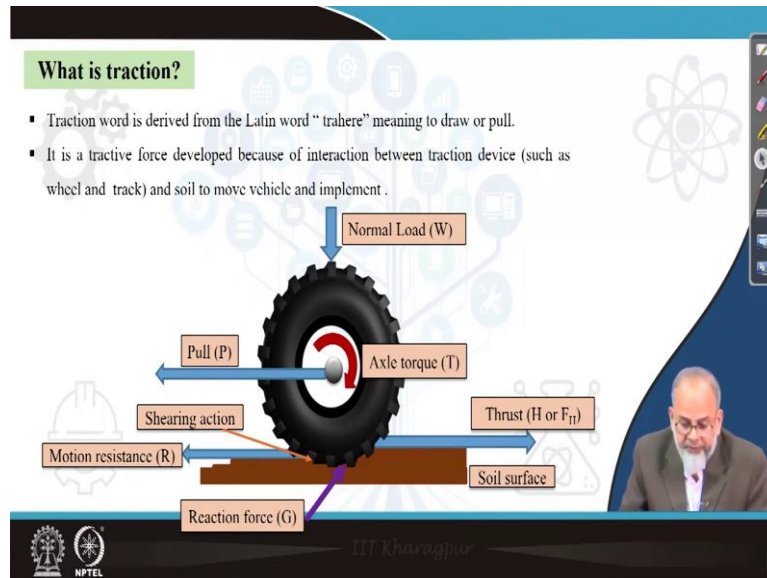 What is traction?
▪ Traction word is derived from the Latin word “ trahere” meaning to draw or pull.
▪ It is a tractive force developed because of interaction between traction device (such as
wheel and track) and soil to move vehicle and implement .
Normal Load (W)
Pull (P)
Axle torque (T)
Shearing action
Thrust (H or FH)
Motion resistance (R)
Soil surface
Reaction force (G)
NPTEL
IIT Kharagpur